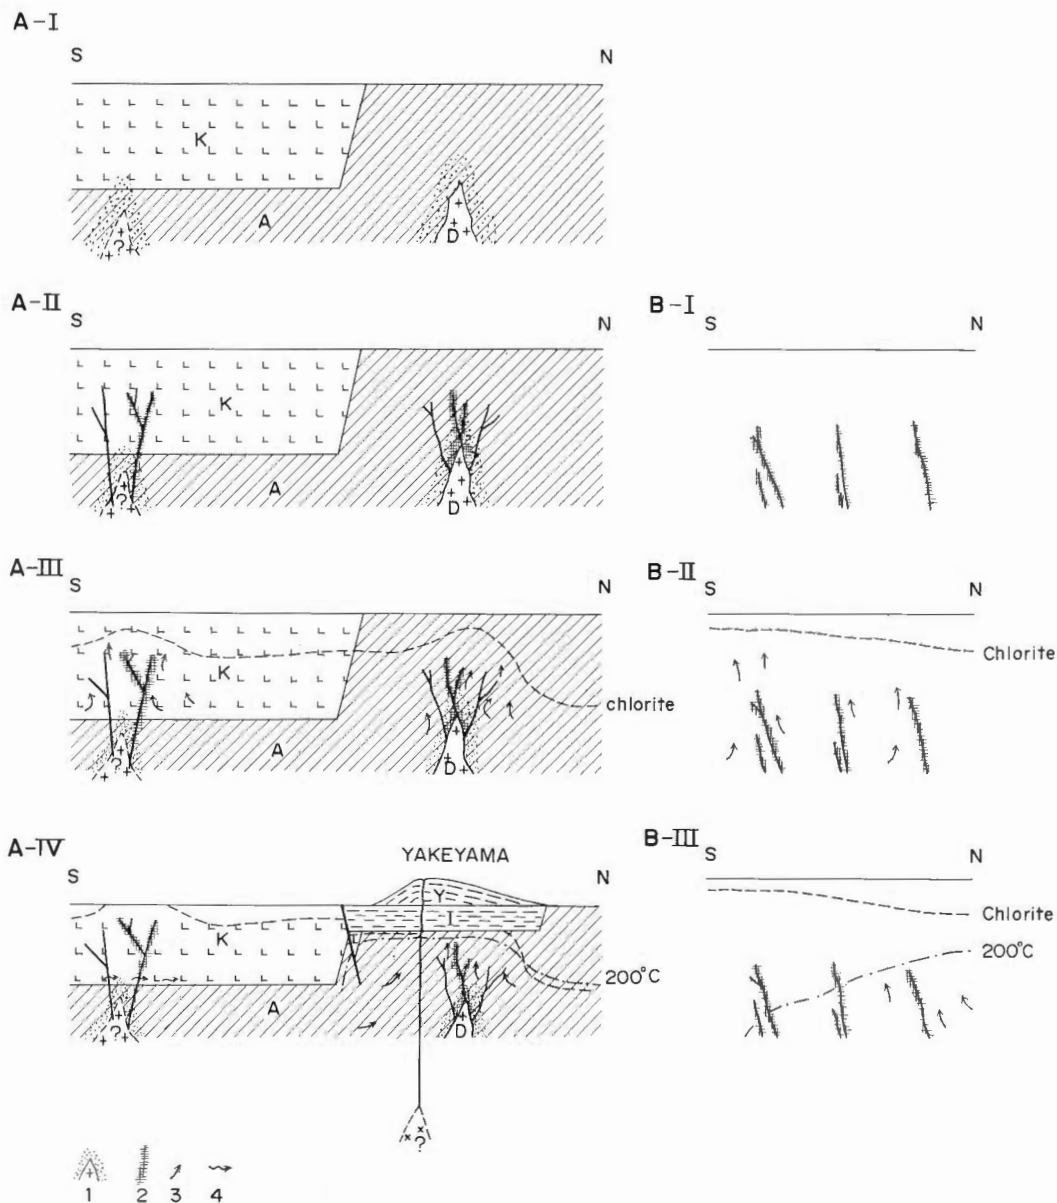 A-I
S N
K
A
?
D
A-II
S N
K
A
?
D
B-I
S N
A-III
S N
K
chlorite
A
?
D
B-II
S N
Chlorite
A-IV
YAKEYAMA
S N
Y
I
K
200°C
A
?
D
?
B-III
S N
Chlorite
200°C
1 2 3 4